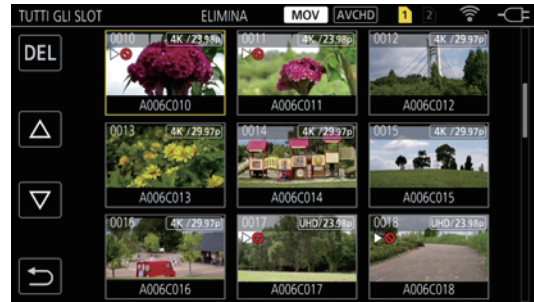 TUTTI GLI SLOT ELIMINA MOV AVCHD 1 2
DEL
0010 4K /23.98p 0011 4K /23.98p 0012 4K /29.97p
A006C010 A006C011 A006C012
0013 4K /29.97p 0014 4K /29.97p 0015 4K /29.97p
A006C013 A006C014 A006C015
0016 4K /29.97p 0017 UHD/23.98p 0018 UHD/23.98p
A006C016 A006C017 A006C018